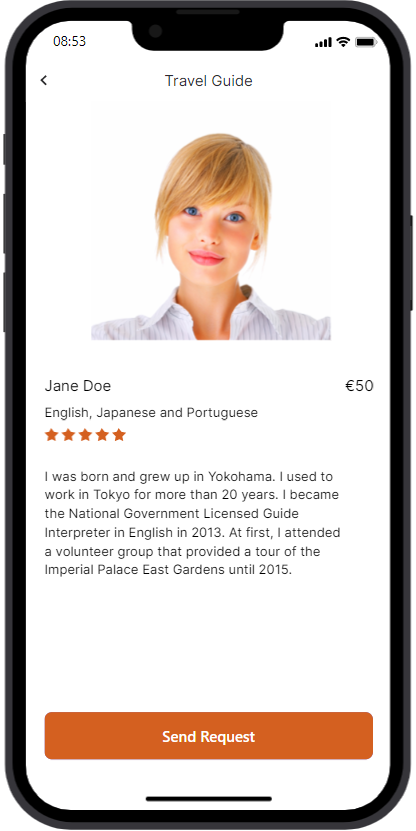 08:53
Travel Guide
Jane Doe €50
English, Japanese and Portuguese
I was born and grew up in Yokohama. I used to
work in Tokyo for more than 20 years. I became
the National Government Licensed Guide
Interpreter in English in 2013. At first, I attended
a volunteer group that provided a tour of the
Imperial Palace East Gardens until 2015.
Send Request